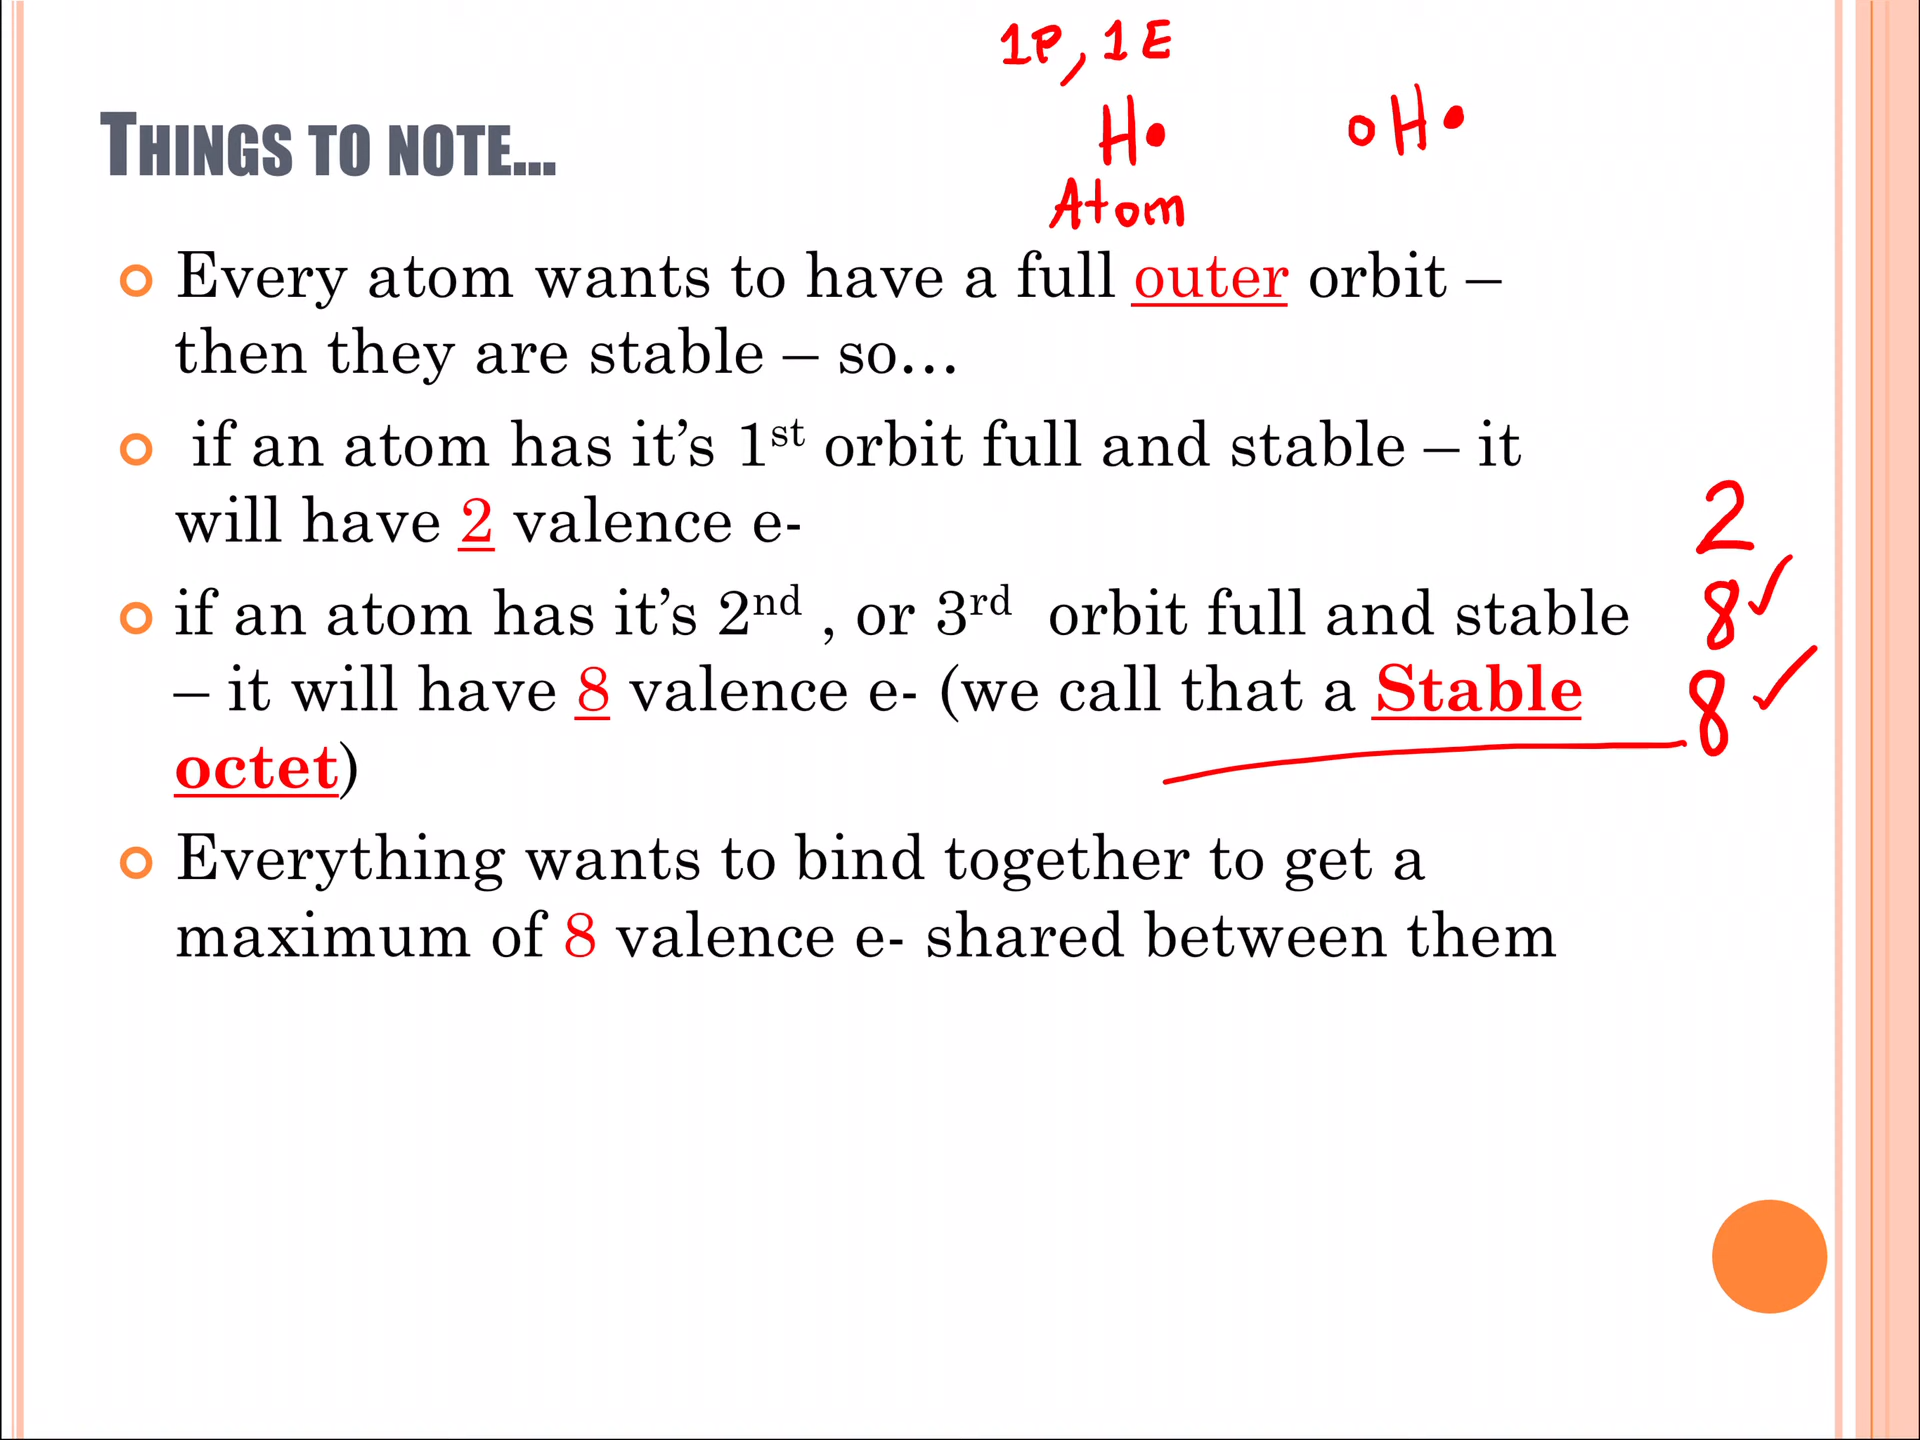 1P, 1E
H•
oH•
Atom
THINGS TO NOTE...
Every atom wants to have a full outer orbit –
then they are stable – so...
if an atom has it’s 1st orbit full and stable – it
will have 2 valence e-
2
if an atom has it’s 2nd , or 3rd orbit full and stable
8✓
– it will have 8 valence e- (we call that a Stable
8✓
octet)
Everything wants to bind together to get a
maximum of 8 valence e- shared between them